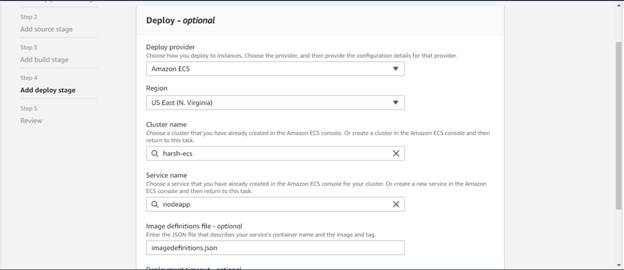 Step 2
Add source stage
Step 3
Add build stage
Step 4
Add deploy stage
Step 5
Review
Deploy - optional
Deploy provider
Choose how you deploy to instances. Choose the provider, and then provide the configuration details for that provider.
Amazon ECS
Region
US East (N. Virginia)
Cluster name
Choose a cluster that you have already created in the Amazon ECS console. Or create a cluster in the Amazon ECS console and then
return to this task.
harsh-ecs
Service name
Choose a service that you have already created in the Amazon ECS console for your cluster. Or create a new service in the Amazon
ECS console and then return to this task.
nodeapp
Image definitions file - optional
Enter the JSON file that describes your service's container name and the image and tag.
imagedefinitions.json